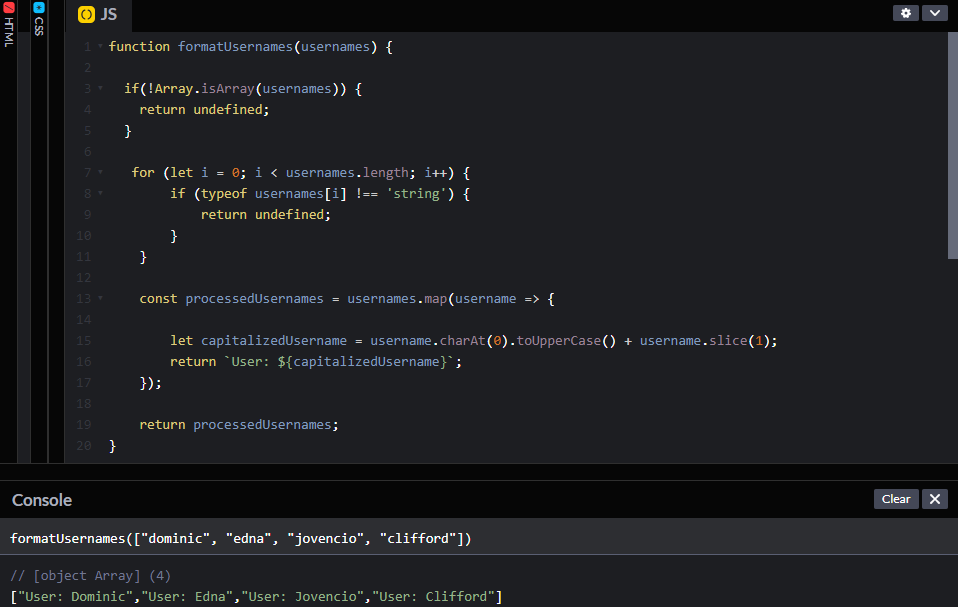 HTML
CSS
() JS
1 function formatUsernames(usernames) {
2
3 if(!Array.isArray(usernames)) {
4 return undefined;
5 }
6
7 for (let i = 0; i < usernames.length; i++) {
8 if (typeof usernames[i] !== 'string') {
9 return undefined;
10 }
11 }
12
13 const processedUsernames = usernames.map(username => {
14
15 let capitalizedUsername = username.charAt(0).toUpperCase() + username.slice(1);
16 return `User: ${capitalizedUsername}`;
17 });
18
19 return processedUsernames;
20 }
Console
Clear
formatUsernames(["dominic", "edna", "jovencio", "clifford"])
// [object Array] (4)
["User: Dominic","User: Edna","User: Jovencio","User: Clifford"]